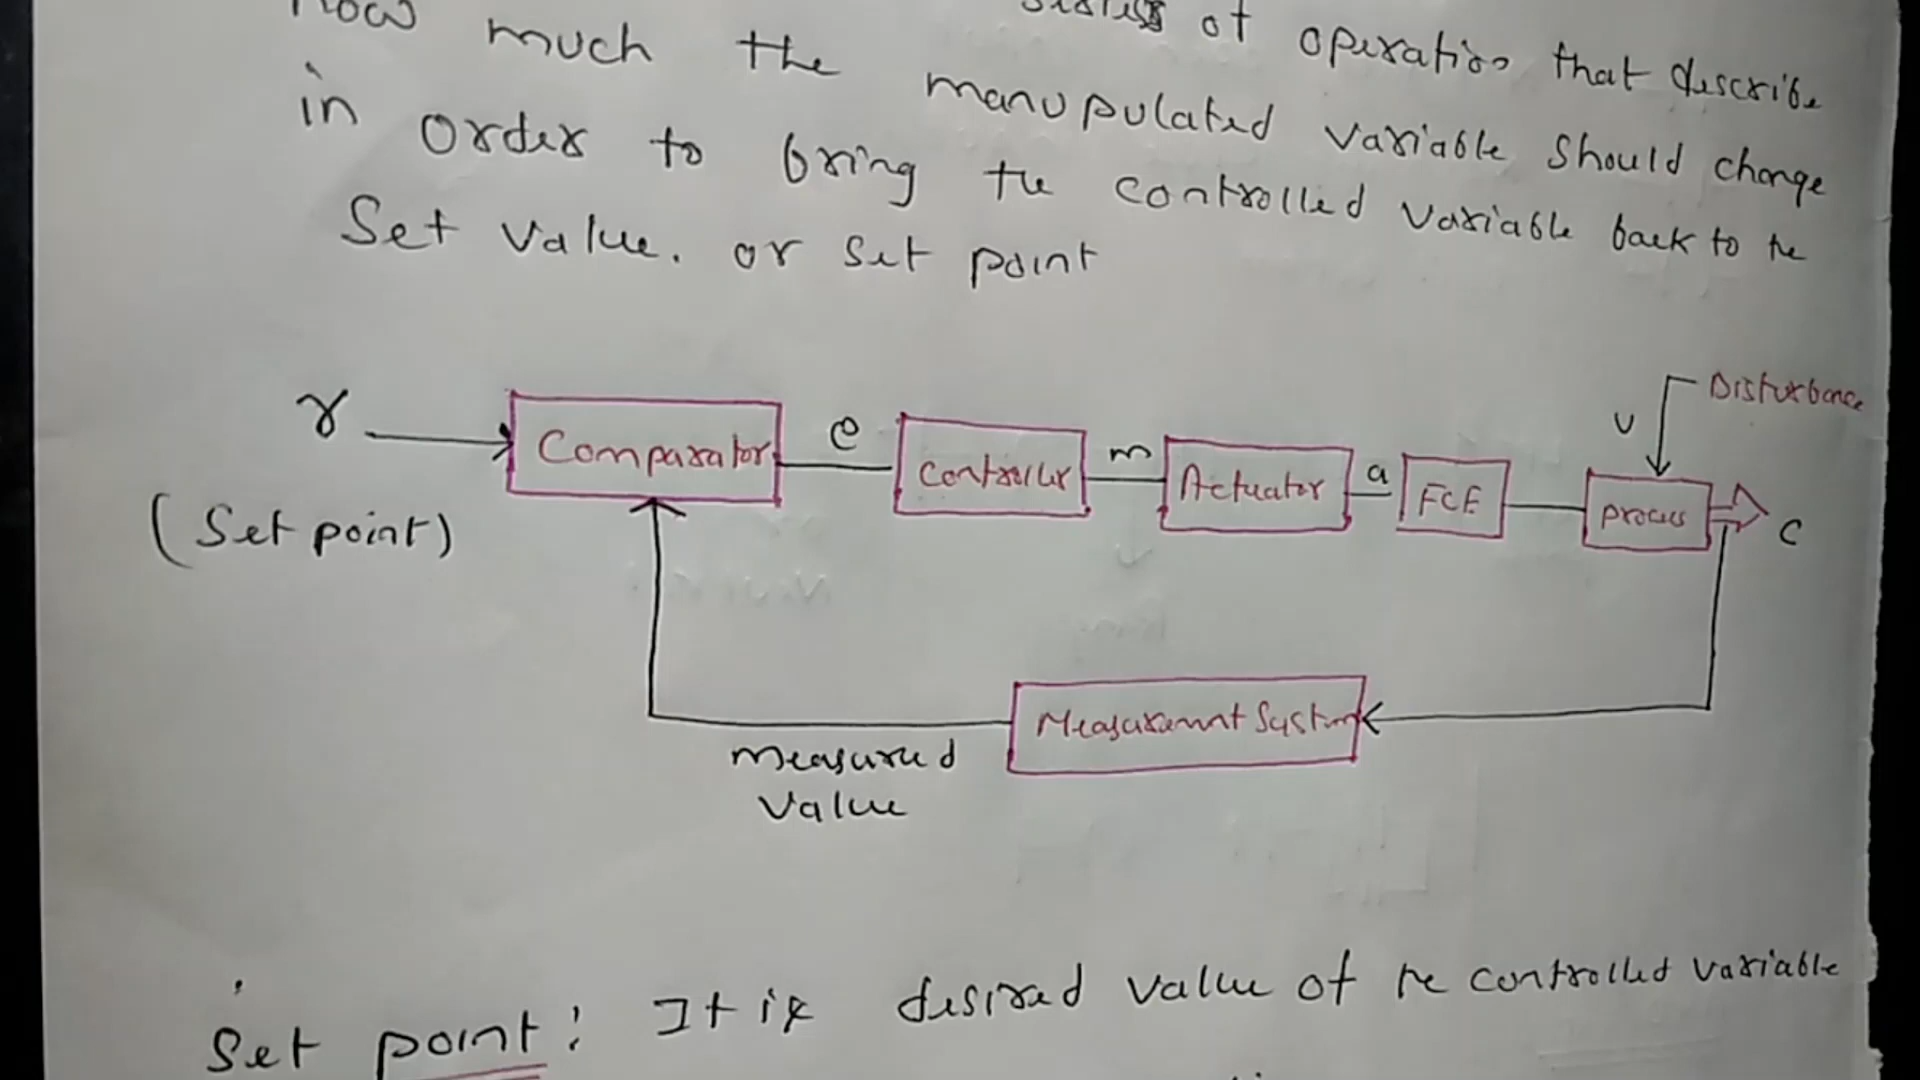 of operation that describe
how much the manupulated variable should change
in order to bring the controlled variable back to the
Set value. or set point
r
(Set point)
Comparator
e
Controller
m
Actuator
a
FCE
process
U
Disturbance
C
Measurement System
measured
value
Set point: It is desired value of the controlled variable